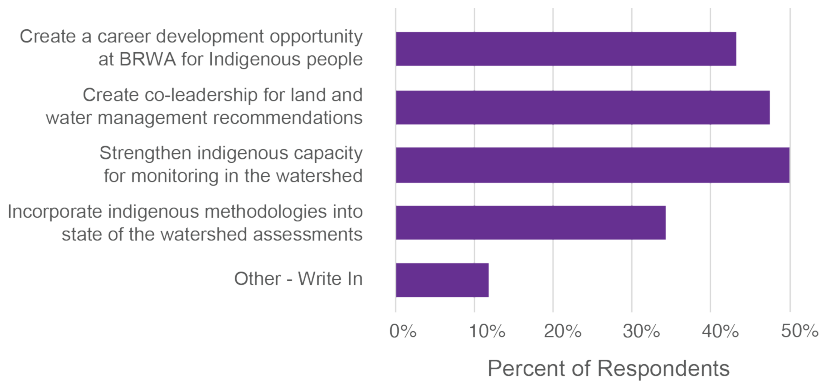 Create a career development opportunity
at BRWA for Indigenous people
Create co-leadership for land and
water management recommendations
Strengthen indigenous capacity
for monitoring in the watershed
Incorporate indigenous methodologies into
state of the watershed assessments
Other - Write In
0% 10% 20% 30% 40% 50%
Percent of Respondents